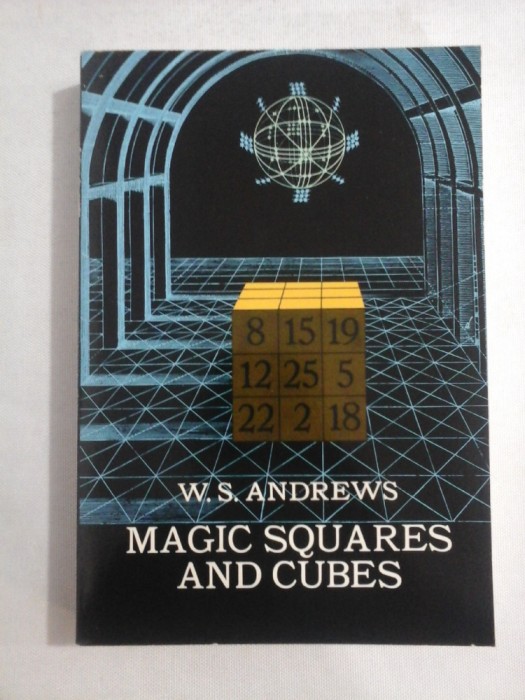 8 15 19
12 25 5
22 2 18
W. S. ANDREWS
MAGIC SQUARES
AND CUBES